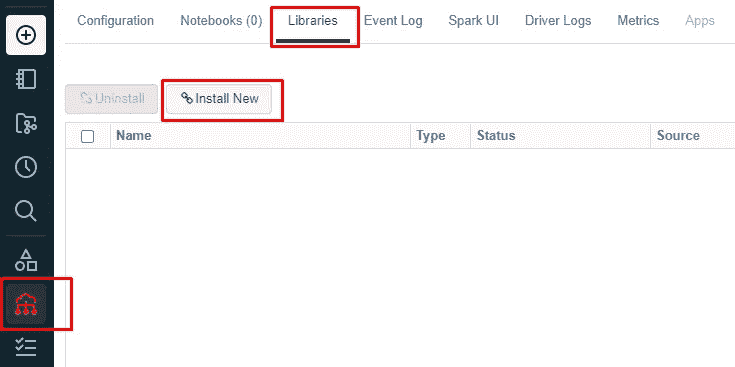 Configuration Notebooks (0) Libraries Event Log Spark UI Driver Logs Metrics Apps
Uninstall Install New
Name Type Status Source